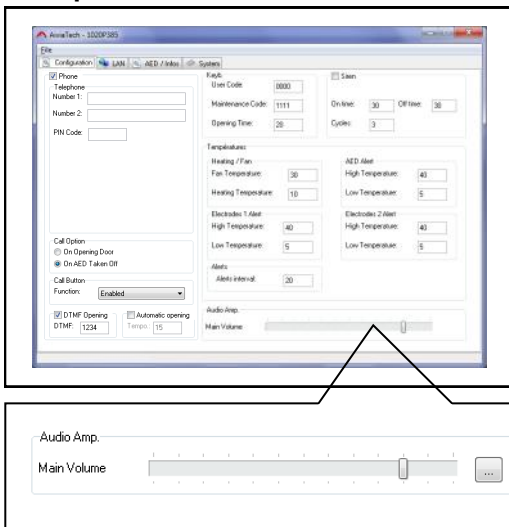 AiviaTech - 1020P385
File
Configuration LAN AED / Infos System
Phone
Telephone
Number 1:
Number 2:
PIN Code:
Call Option
On Opening Door
On AED Taken Off
Call Button
Function: Enabled
DTMF Opening
DTMF: 1234
Automatic opening
Tempo.: 15
Keyb.
User Code: 0000
Maintenance Code: 1111
Opening Time: 20
Siren
On time: 30 Off time: 30
Cycles: 3
Températures:
Heating / Fan
Fan Temperature: 30
Heating Temperature: 10
AED Alert
High Temperature: 40
Low Temperature: 5
Electrodes 1 Alert
High Temperature: 40
Low Temperature: 5
Electrodes 2 Alert
High Temperature: 40
Low Temperature: 5
Alerts
Alerts interval: 20
Audio Amp.
Main Volume
Audio Amp.
Main Volume ...